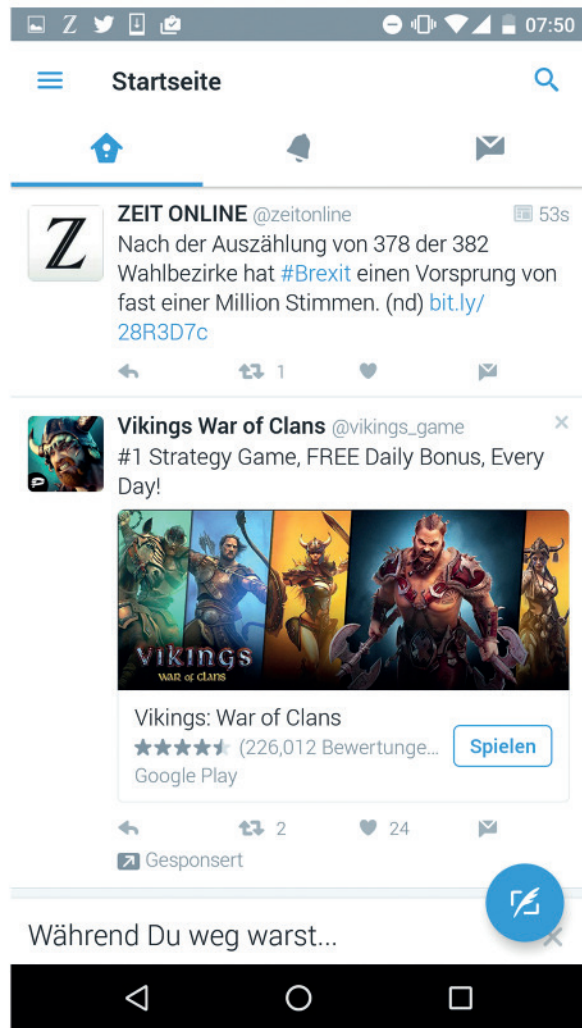 Z 07:50
Startseite
Z
ZEIT ONLINE @zeitonline 53s
Nach der Auszählung von 378 der 382
Wahlbezirke hat #Brexit einen Vorsprung von
fast einer Million Stimmen. (nd) bit.ly/
28R3D7c
1
Vikings War of Clans @vikings_game
#1 Strategy Game, FREE Daily Bonus, Every
Day!
VIKINGS
WAR OF CLANS
Vikings: War of Clans
(226,012 Bewertunge... Spielen
Google Play
2 24
Gesponsert
Während Du weg warst...